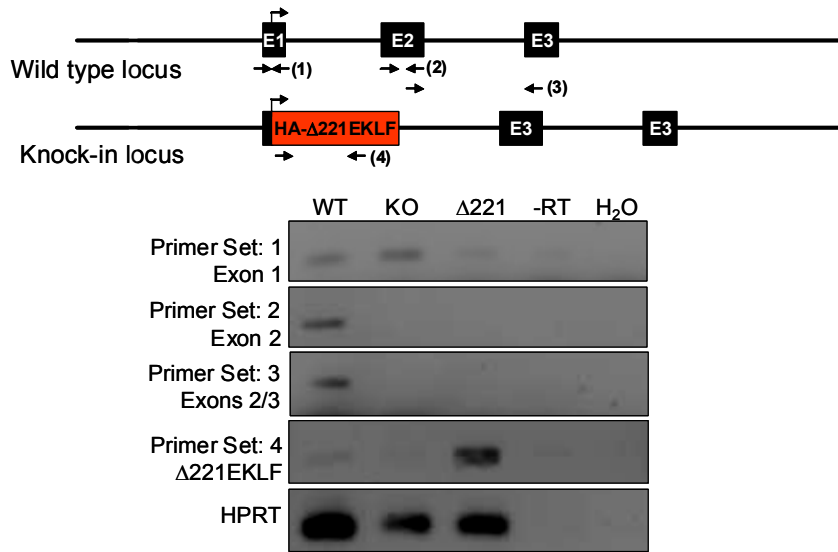 E1 E2 E3
Wild type locus
(1) (2)
(3)
HA-Δ221EKLF E3 E3
Knock-in locus
(4)
WT KO Δ221 -RT H₂O
Primer Set: 1
Exon 1
Primer Set: 2
Exon 2
Primer Set: 3
Exons 2/3
Primer Set: 4
Δ221EKLF
HPRT